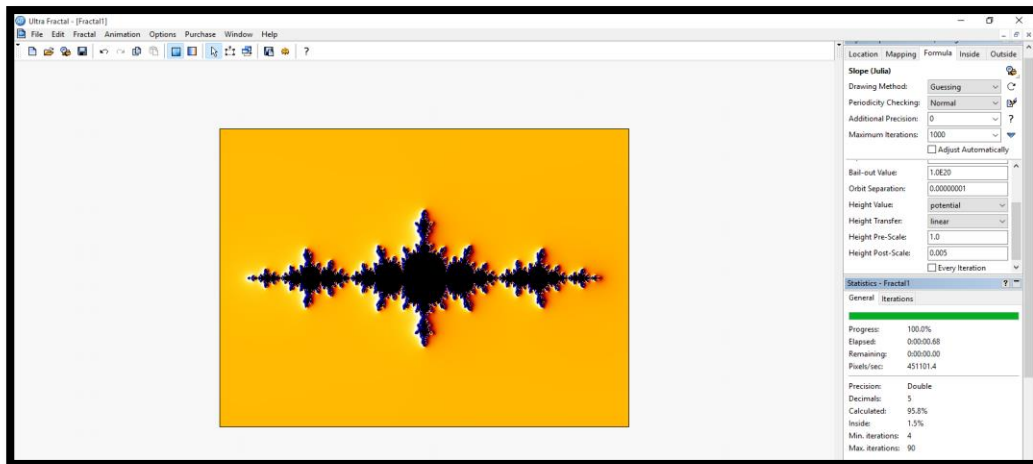 Ultra Fractal - [Fractal1]
File Edit Fractal Animation Options Purchase Window Help
Location Mapping Formula Inside Outside
Slope (Julia)
Drawing Method: Guessing
Periodicity Checking: Normal
Additional Precision: 0
Maximum Iterations: 1000
Adjust Automatically
Bail-out Value: 1.0E20
Orbit Separation: 0.00000001
Height Value: potential
Height Transfer: linear
Height Pre-Scale: 1.0
Height Post-Scale: 0.005
Every Iteration
Statistics - Fractal1
General Iterations
Progress: 100.0%
Elapsed: 0:00:00.68
Remaining: 0:00:00.00
Pixels/sec: 451101.4
Precision: Double
Decimals: 5
Calculated: 95.8%
Inside: 1.5%
Min. iterations: 4
Max. iterations: 90